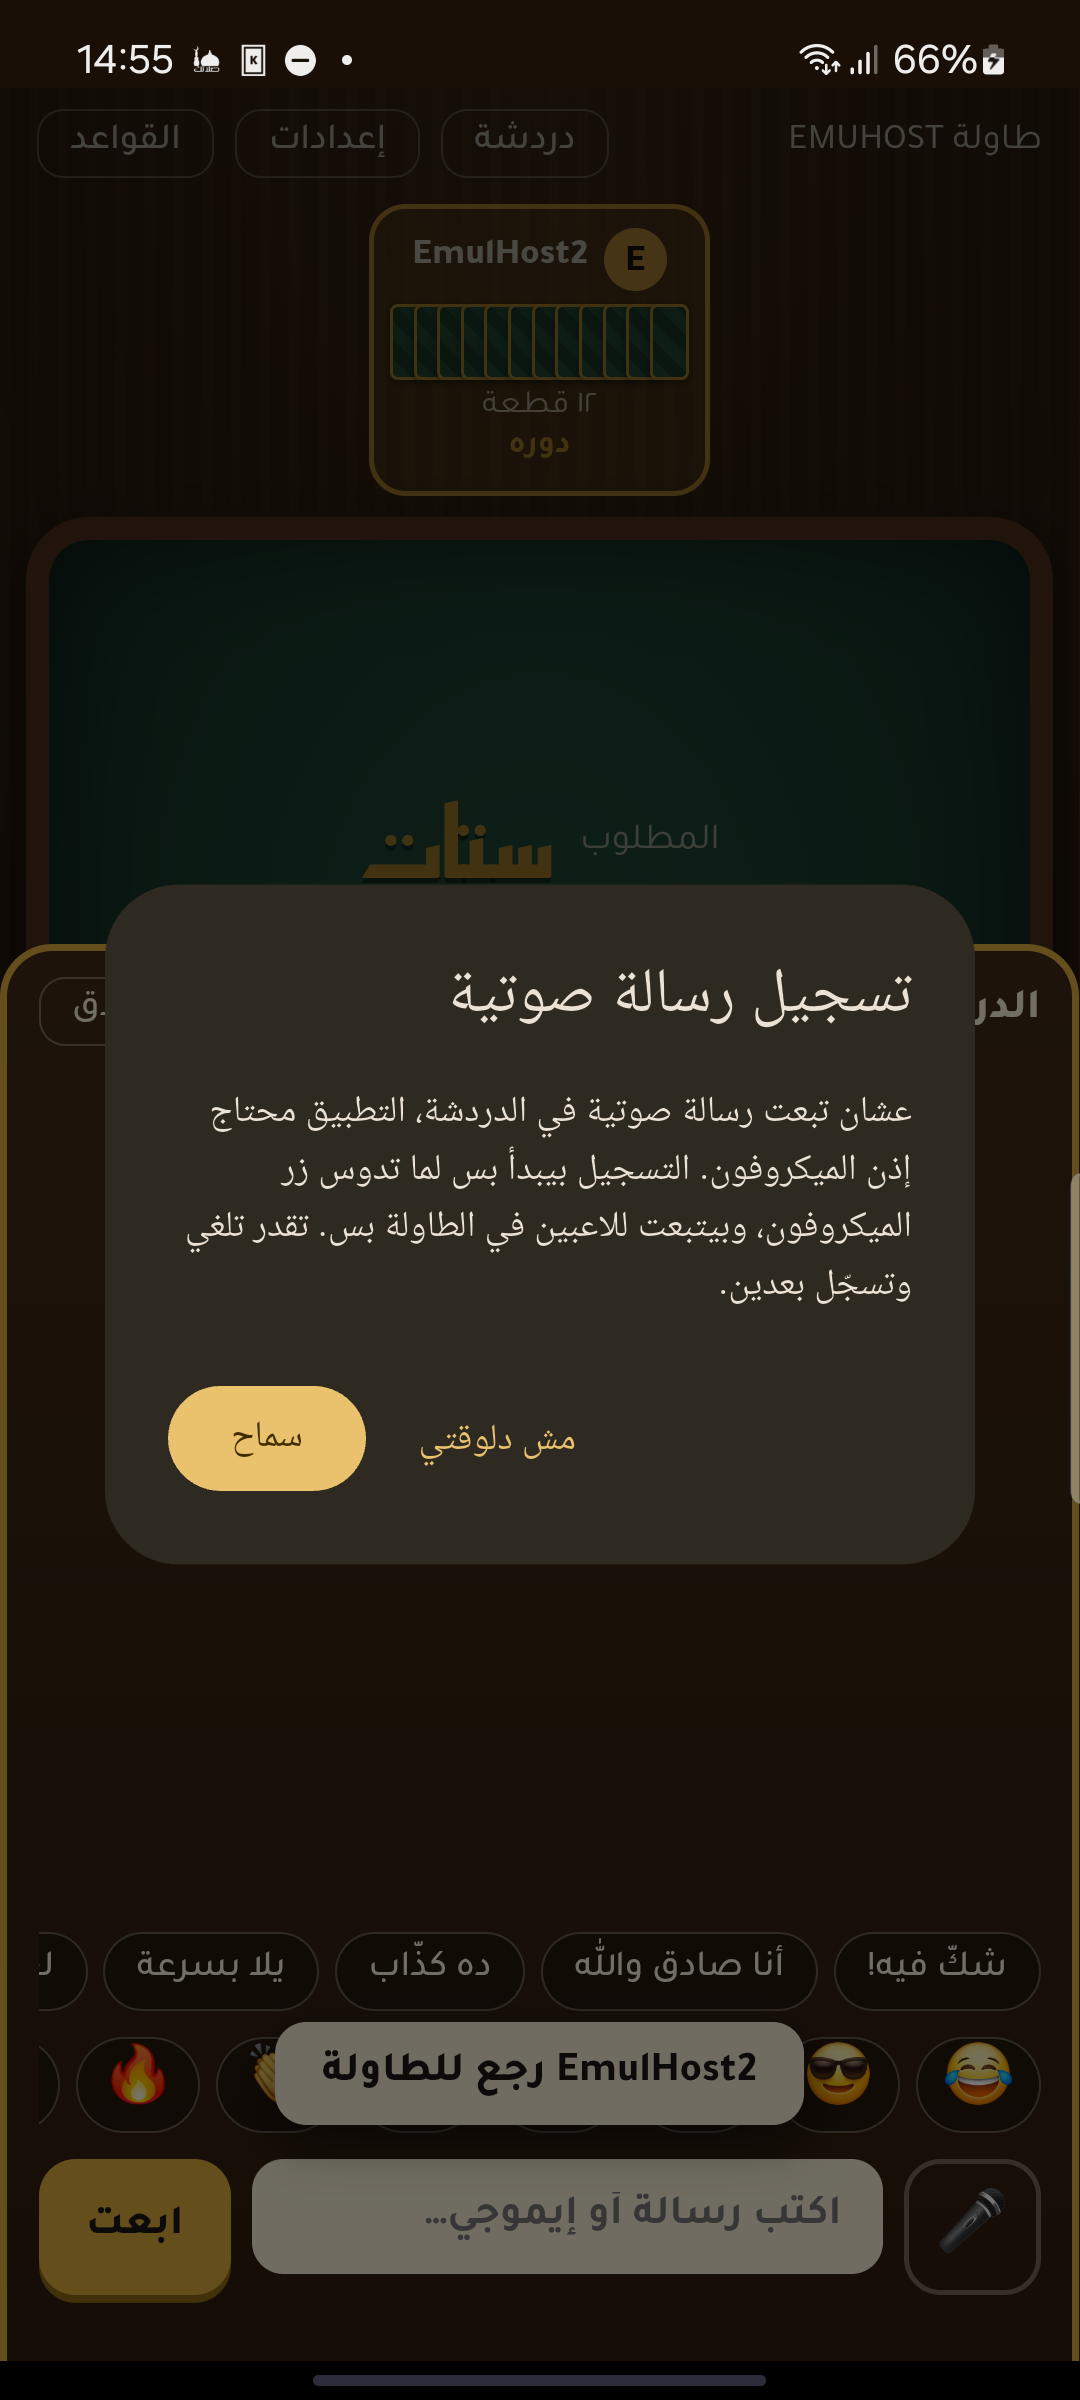 14:55
66%
طاولة EMUHOST
دردشة
إعدادات
القواعد
E
EmulHost2
١٢ قطعة
دوره
المطلوب
ستات
تسجيل رسالة صوتية
عشان تبعت رسالة صوتية في الدردشة، التطبيق محتاج
إذن الميكروفون. التسجيل بيبدأ بس لما تدوس زر
الميكروفون، وبيتبعت للاعبين في الطاولة بس. تقدر تلغي
وتسجّل بعدين.
مش دلوقتي
سماح
شكّ فيه!
أنا صادق والله
ده كذّاب
يلا بسرعة
EmulHost2 رجع للطاولة
اكتب رسالة أو إيموجي...
ابعت